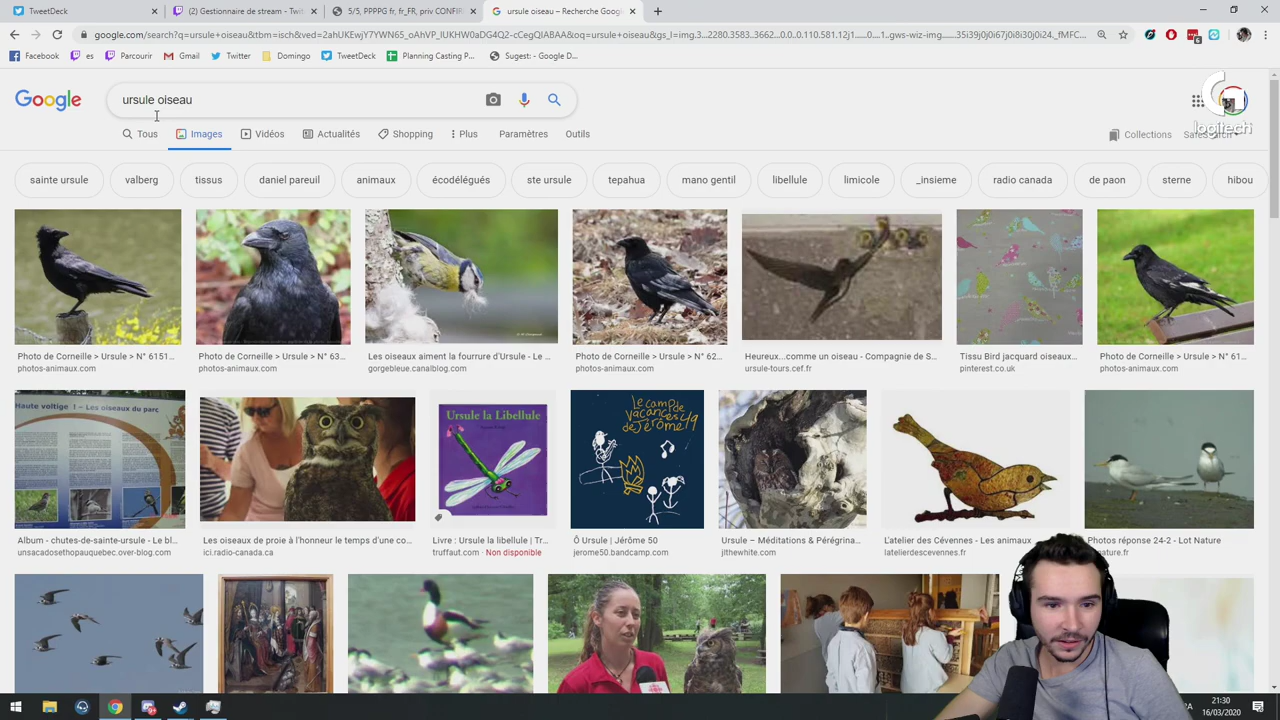 TweetDeck
(2) Gestionnaire de stream - Twit
5/5, PPPPG fr, fr_FR, priv CONFIR
ursule oiseau – Recherche Google
Facebook
es
Parcourir
Gmail
Twitter
TweetDeck
Planning Casting P...
Sugest: - Google D...
Google
ursule oiseau
Tous
Images
Vidéos
Actualités
Shopping
Plus
Paramètres
Outils
Collections
logitech
sainte ursule
valberg
tissus
daniel pareuil
animaux
écodélégués
ste ursule
tepahua
mano gentil
libellule
limicole
_insieme
radio canada
de paon
sterne
hibou
Photo de Corneille > Ursule > N° 6151...
photos-animaux.com
Photo de Corneille > Ursule > N° 63...
photos-animaux.com
Les oiseaux aiment la fourrure d'Ursule - Le ...
gorgebleue.canalblog.com
Photo de Corneille > Ursule > N° 62...
photos-animaux.com
Heureux...comme un oiseau - Compagnie de S...
ursule-tours.cef.fr
Tissu Bird jacquard oiseaux...
pinterest.co.uk
Photo de Corneille > Ursule > N° 61...
photos-animaux.com
Haute voltige ! – Les oiseaux du parc
Ursule
la Libellule
Le camp de
vacances
de Jérôme 49
Album - chutes-de-sainte-ursule - Le bl...
unsacadosethopauquebec.over-blog.com
Les oiseaux de proie à l'honneur le temps d'une co...
ici.radio-canada.ca
Livre : Ursule la libellule | Tr...
truffaut.com · Non disponible
Ô Ursule | Jérôme 50
jerome50.bandcamp.com
Ursule – Méditations & Pérégrina...
jithewhite.com
L'atelier des Cévennes - Les animaux
latelierdescevennes.fr
Photos réponse 24-2 - Lot Nature
nature.fr
21:30
16/03/2020